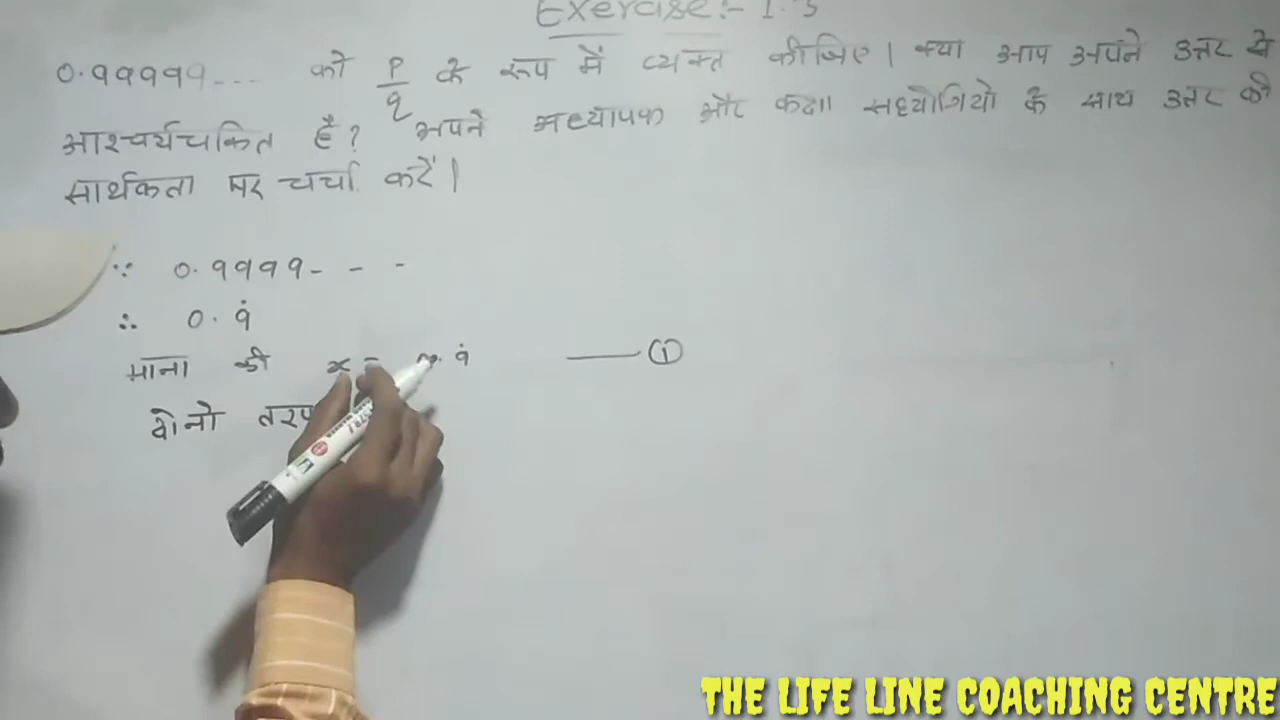 Exercise:- 1.3
0.99999--- को p/q के रूप में व्यक्त कीजिए। क्या आप अपने उत्तर से
आश्चर्यचकित है? अपने अध्यापक और कक्षा सहयोगियो के साथ उत्तर की
सार्थकता पर चर्चा करें।
∵ 0.9999- - -
∴ 0.9̇
माना की x = 0.9̇ —— ①
दोनो तरफ
THE LIFE LINE COACHING CENTRE